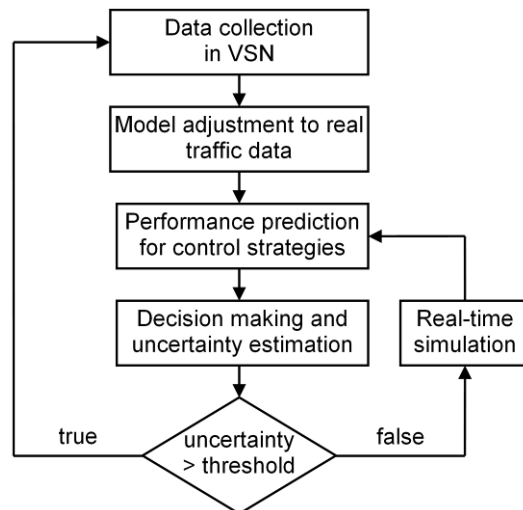 Data collection
in VSN
Model adjustment to real
traffic data
Performance prediction
for control strategies
Decision making and
uncertainty estimation
Real-time
simulation
true
uncertainty
> threshold
false